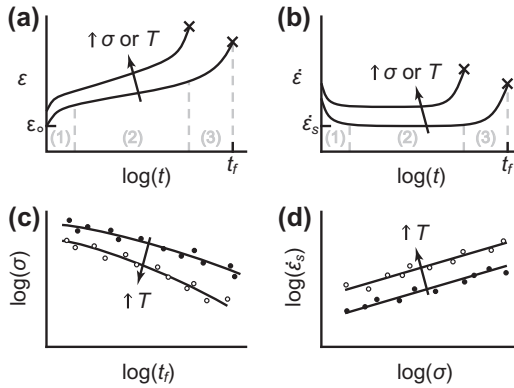 (a)
↑ σ or T
ε
ε₀
(1)
(2)
(3)
t_f
log(t)
(b)
↑ σ or T
ε̇
ε̇_s
(1)
(2)
(3)
t_f
log(t)
(c)
log(σ)
↑ T
log(t_f)
(d)
log(ε̇_s)
↑ T
log(σ)